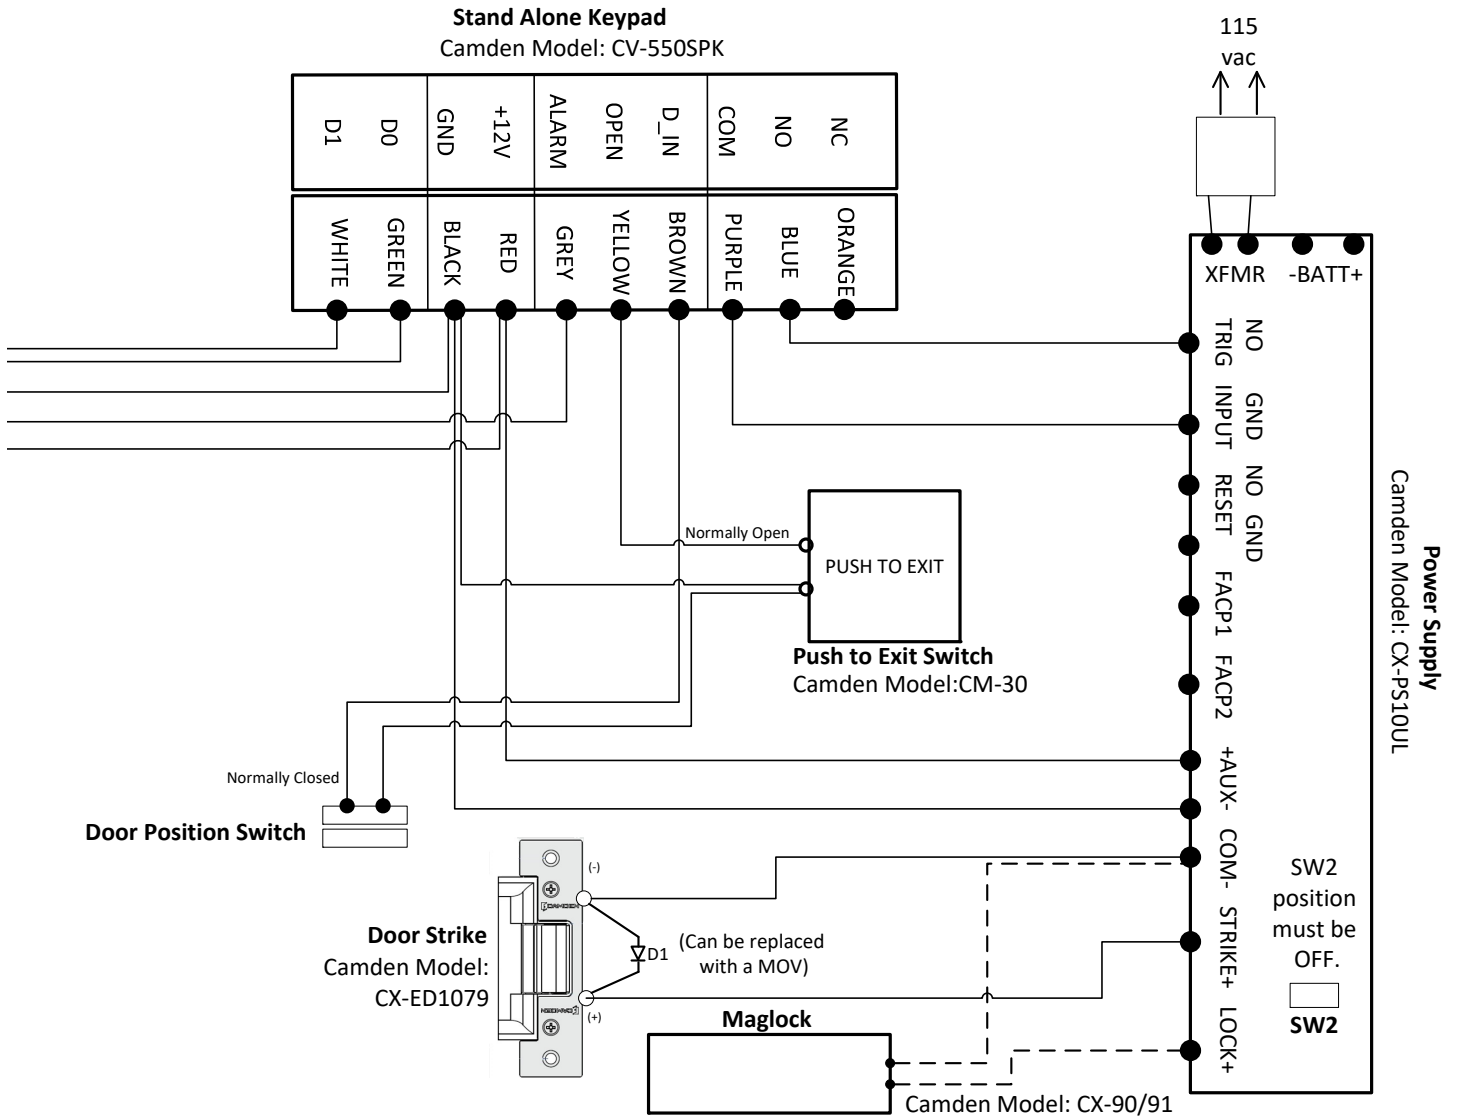 Stand Alone Keypad
Camden Model: CV-550SPK
115
vac
D1
D0
GND
+12V
ALARM
OPEN
D_IN
COM
NO
NC
WHITE
GREEN
BLACK
RED
GREY
YELLOW
BROWN
PURPLE
BLUE
ORANGE
XFMR
-BATT+
TRIG
NO
INPUT
GND
RESET
NO
GND
FACP1
FACP2
+AUX-
COM-
STRIKE+
LOCK+
Power Supply
Camden Model: CX-PS10UL
Normally Open
PUSH TO EXIT
Push to Exit Switch
Camden Model:CM-30
Normally Closed
Door Position Switch
(-)
CAMDEN
Door Strike
Camden Model:
CX-ED1079
D1
(Can be replaced
with a MOV)
CAMDEN
(+)
SW2
position
must be
OFF.
SW2
Maglock
Camden Model: CX-90/91